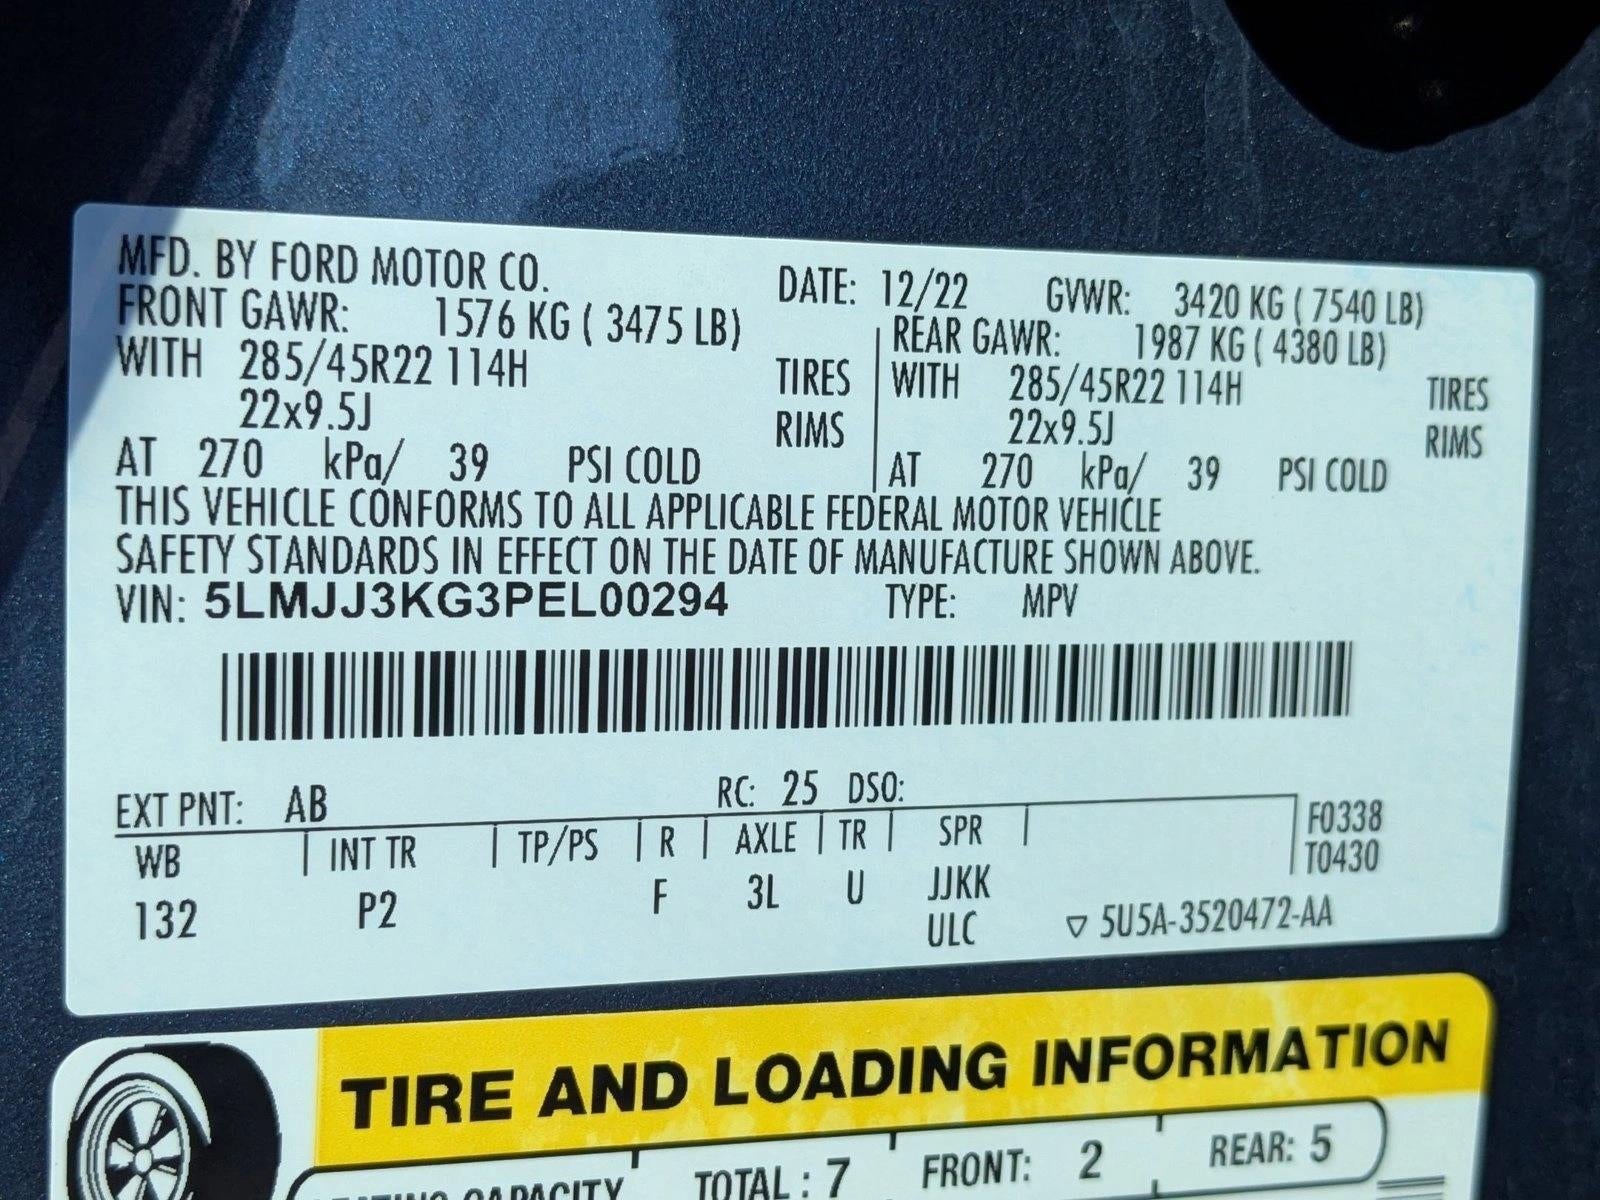 MFD. BY FORD MOTOR CO. DATE: 12/22 GVWR: 3420 KG ( 7540 LB)
FRONT GAWR: 1576 KG ( 3475 LB) REAR GAWR: 1987 KG ( 4380 LB)
WITH 285/45R22 114H TIRES WITH 285/45R22 114H TIRES
22x9.5J RIMS 22x9.5J RIMS
AT 270 kPa/ 39 PSI COLD AT 270 kPa/ 39 PSI COLD
THIS VEHICLE CONFORMS TO ALL APPLICABLE FEDERAL MOTOR VEHICLE
SAFETY STANDARDS IN EFFECT ON THE DATE OF MANUFACTURE SHOWN ABOVE.
VIN: 5LMJJ3KG3PEL00294 TYPE: MPV
EXT PNT: AB RC: 25 DSO:
WB INT TR TP/PS R AXLE TR SPR F0338
T0430
132 P2 F 3L U JJKK
ULC ▽ 5U5A-3520472-AA
TIRE AND LOADING INFORMATION
SEATING CAPACITY TOTAL : 7 FRONT: 2 REAR: 5